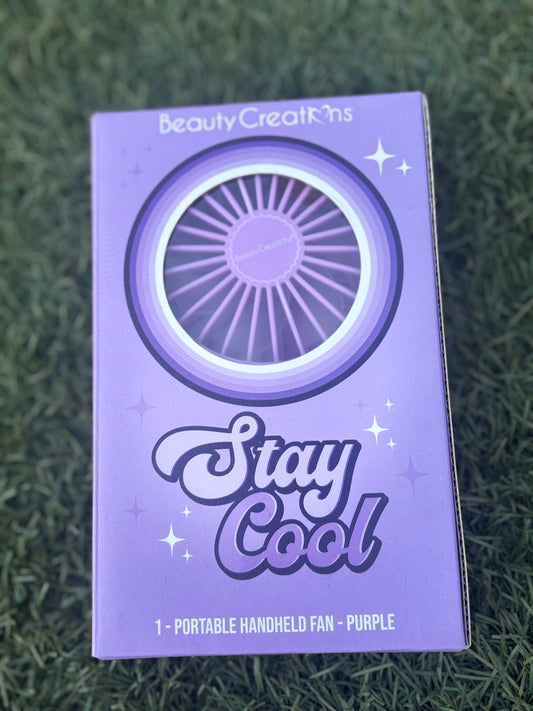 Beauty Creations
Beauty Creations
Stay
Cool
1 - PORTABLE HANDHELD FAN - PURPLE